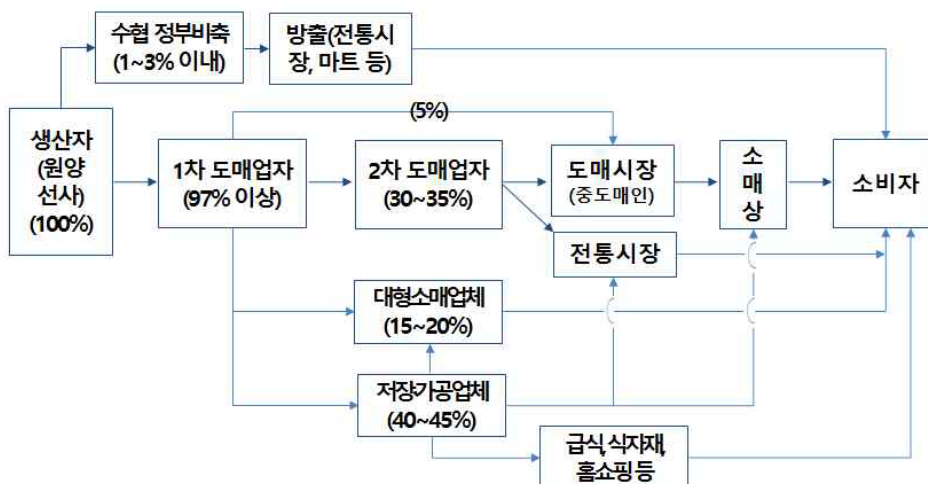 수협 정부비축
(1~3% 이내)
방출(전통시
장, 마트 등)
(5%)
생산자
(원양
선사)
(100%)
1차 도매업자
(97% 이상)
2차 도매업자
(30~35%)
도매시장
(중도매인)
소
매
상
소비자
전통시장
대형소매업체
(15~20%)
저장·가공업체
(40~45%)
급식, 식자재,
홈쇼핑 등